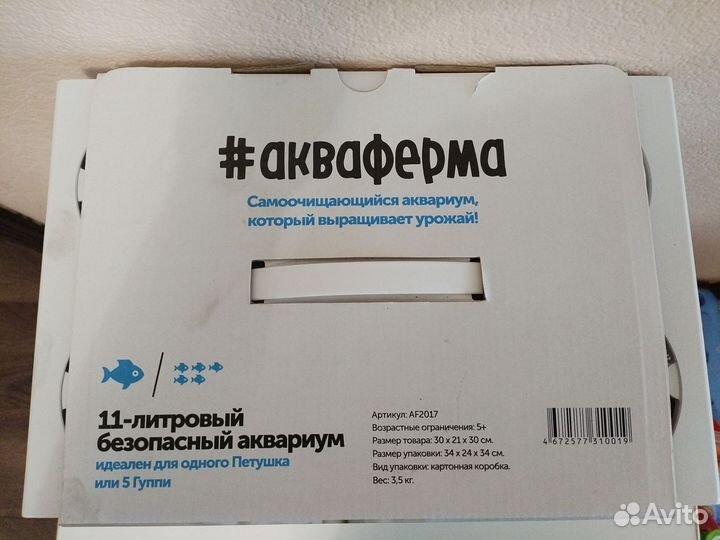 #акваферма
Самоочищающийся аквариум,
который выращивает урожай!
11-литровый
безопасный аквариум
идеален для одного Петушка
или 5 Гуппи
Артикул: AF2017
Возрастные ограничения: 5+
Размер товара: 30 x 21 x 30 см.
Размер упаковки: 34 x 24 x 34 см.
Вид упаковки: картонная коробка.
Вес: 3,5 кг.
4 672577 310019
Avito